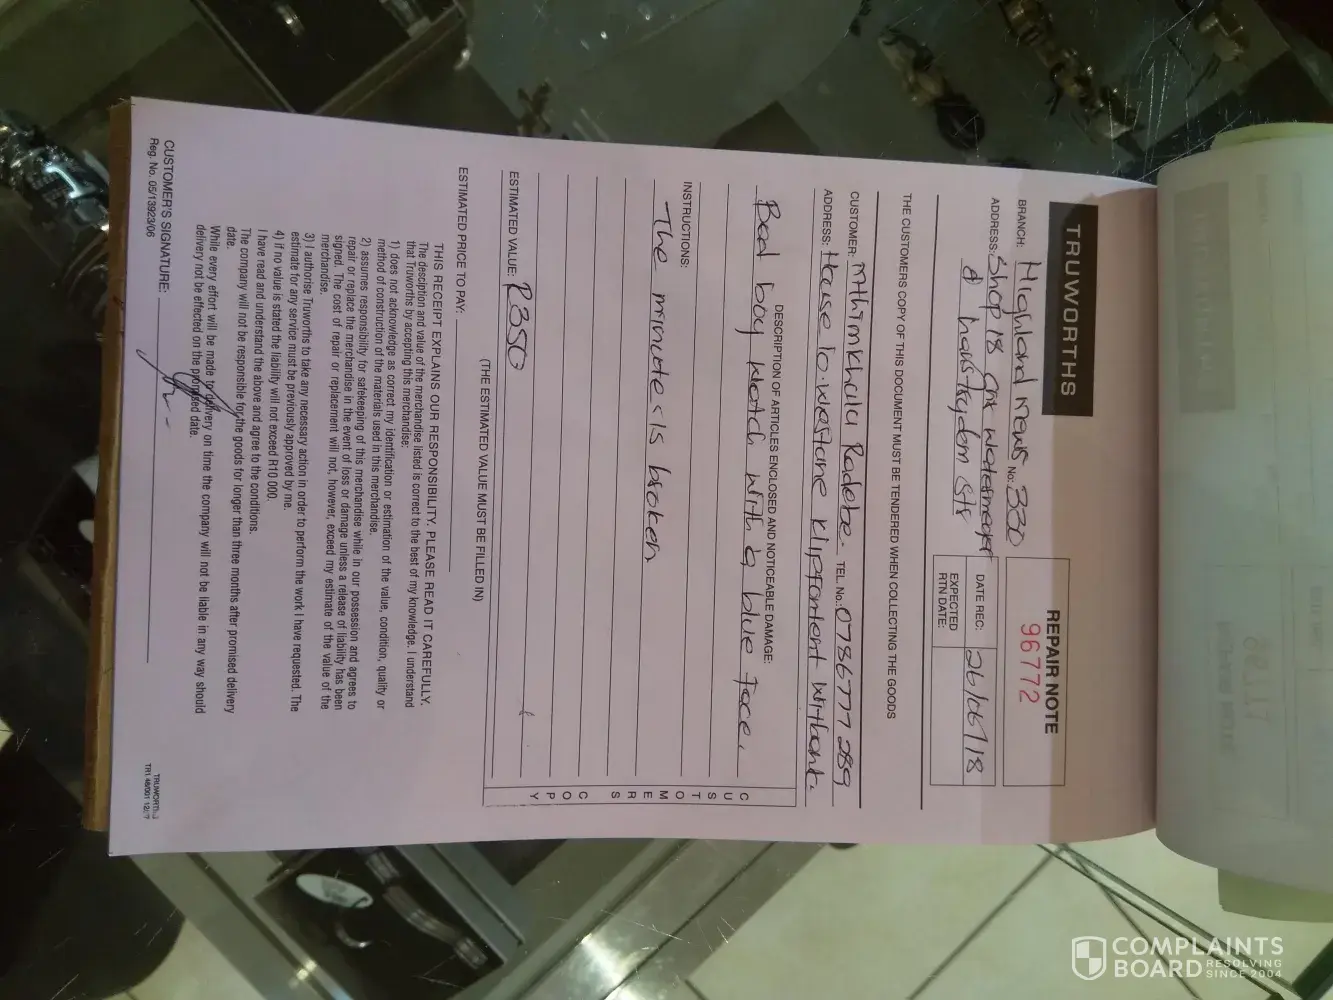 TRUWORTHS
REPAIR NOTE
96772
BRANCH: Highland Mews No: 330
ADDRESS: Shop 18 cnr watermeyer
& mandela str
DATE REC: 26/06/18
EXPECTED
RTN DATE:
THE CUSTOMERS COPY OF THIS DOCUMENT MUST BE TENDERED WHEN COLLECTING THE GOODS
CUSTOMER: Mthimkhulu Radebe. TEL. No.: 0786777289
ADDRESS: House 10 Klipfontein Witbank.
DESCRIPTION OF ARTICLES ENCLOSED AND NOTICEABLE DAMAGE:
Bad boy watch with a blue face.
INSTRUCTIONS:
The minute < is broken
CUSTOMERS COPY
ESTIMATED VALUE: R350
(THE ESTIMATED VALUE MUST BE FILLED IN)
ESTIMATED PRICE TO PAY:
THIS RECEIPT EXPLAINS OUR RESPONSIBILITY. PLEASE READ IT CAREFULLY.
The desciption and value of the merchandise listed is correct to the best of my knowledge. I understand
that Truworths by accepting this merchandise:
1) does not acknowledge as correct my identification or estimation of the value, condition, quality or
method of construction of the materials used in this merchandise.
2) assumes responsibility for safekeeping of this merchandise while in our possession and agrees to
repair or replace the merchandise in the event of loss or damage unless a release of liability has been
signed. The cost of repair or replacement will not, however, exceed my estimate of the value of the
merchandise.
3) I authorise Truworths to take any necessary action in order to perform the work I have requested. The
estimate for any service must be previously approved by me.
4) if no value is stated the liability will not exceed R10 000.
I have read and understand the above and agree to the conditions.
The company will not be responsible for the goods for longer than three months after promised delivery
date.
While every effort will be made to delivery on time the company will not be liable in any way should
delivery not be effected on the promised date.
CUSTOMER'S SIGNATURE:
Reg. No. 05/13923/06
TRUWORTHS
COMPLAINTS
BOARD RESOLVING
SINCE 2004